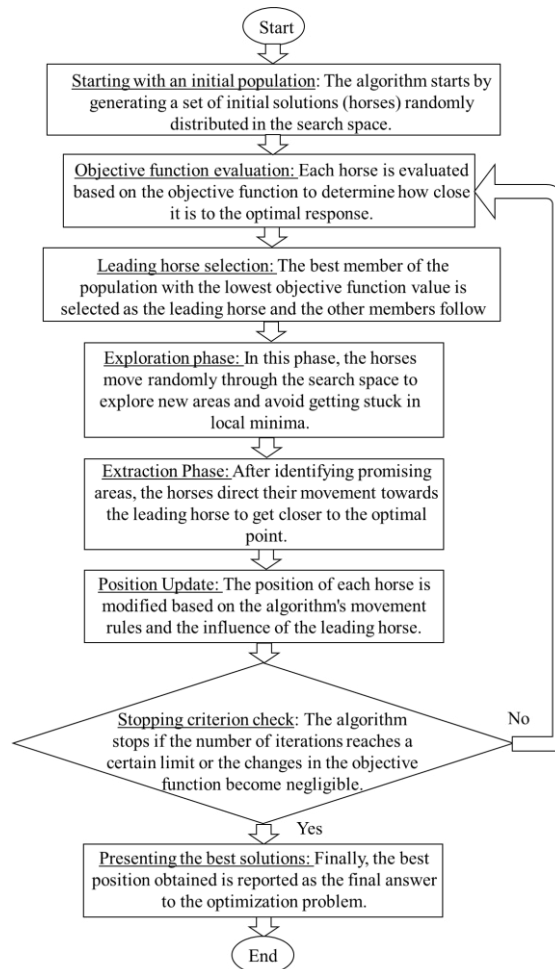 Start
Starting with an initial population: The algorithm starts by
generating a set of initial solutions (horses) randomly
distributed in the search space.
Objective function evaluation: Each horse is evaluated
based on the objective function to determine how close
it is to the optimal response.
Leading horse selection: The best member of the
population with the lowest objective function value is
selected as the leading horse and the other members follow
Exploration phase: In this phase, the horses
move randomly through the search space to
explore new areas and avoid getting stuck in
local minima.
Extraction Phase: After identifying promising
areas, the horses direct their movement towards
the leading horse to get closer to the optimal
point.
Position Update: The position of each horse is
modified based on the algorithm's movement
rules and the influence of the leading horse.
Stopping criterion check: The algorithm
stops if the number of iterations reaches a
certain limit or the changes in the objective
function become negligible.
No
Yes
Presenting the best solutions: Finally, the best
position obtained is reported as the final answer
to the optimization problem.
End